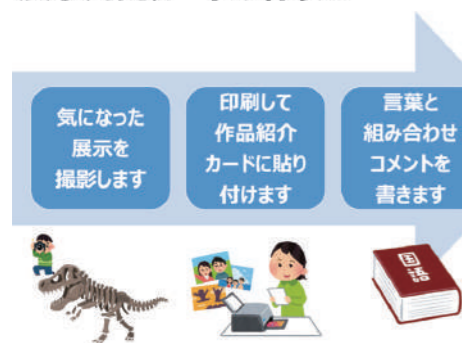 気になった
展示を
撮影します
印刷して
作品紹介
カードに貼り
付けます
言葉と
組み合わせ
コメントを
書きます
国語